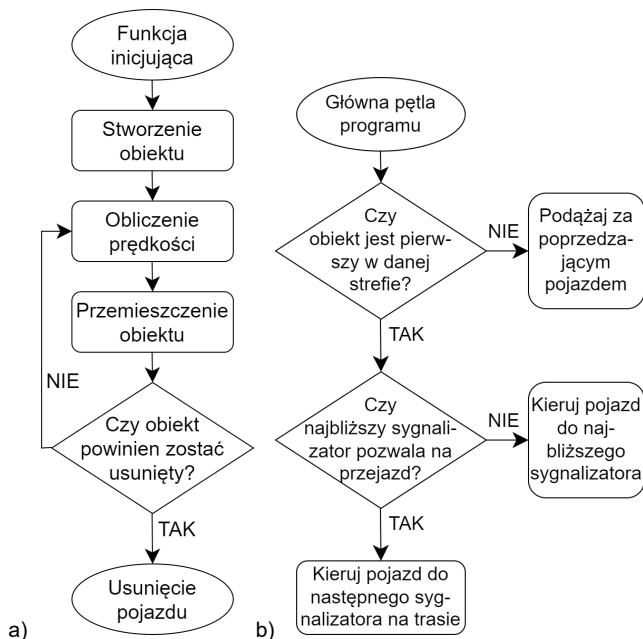 Funkcja
inicjująca
Stworzenie
obiektu
Obliczenie
prędkości
Przemieszczenie
obiektu
NIE
Czy obiekt
powinien zostać
usunięty?
TAK
Usunięcie
pojazdu
a)
Główna pętla
programu
Czy
obiekt jest pierw-
szy w danej
strefie?
NIE
Podążaj za
poprzedza-
jącym
pojazdem
TAK
Czy
najbliższy sygnali-
zator pozwala na
przejazd?
NIE
Kieruj pojazd
do naj-
bliższego
sygnalizatora
TAK
Kieruj pojazd do
następnego syg-
nalizatora na trasie
b)